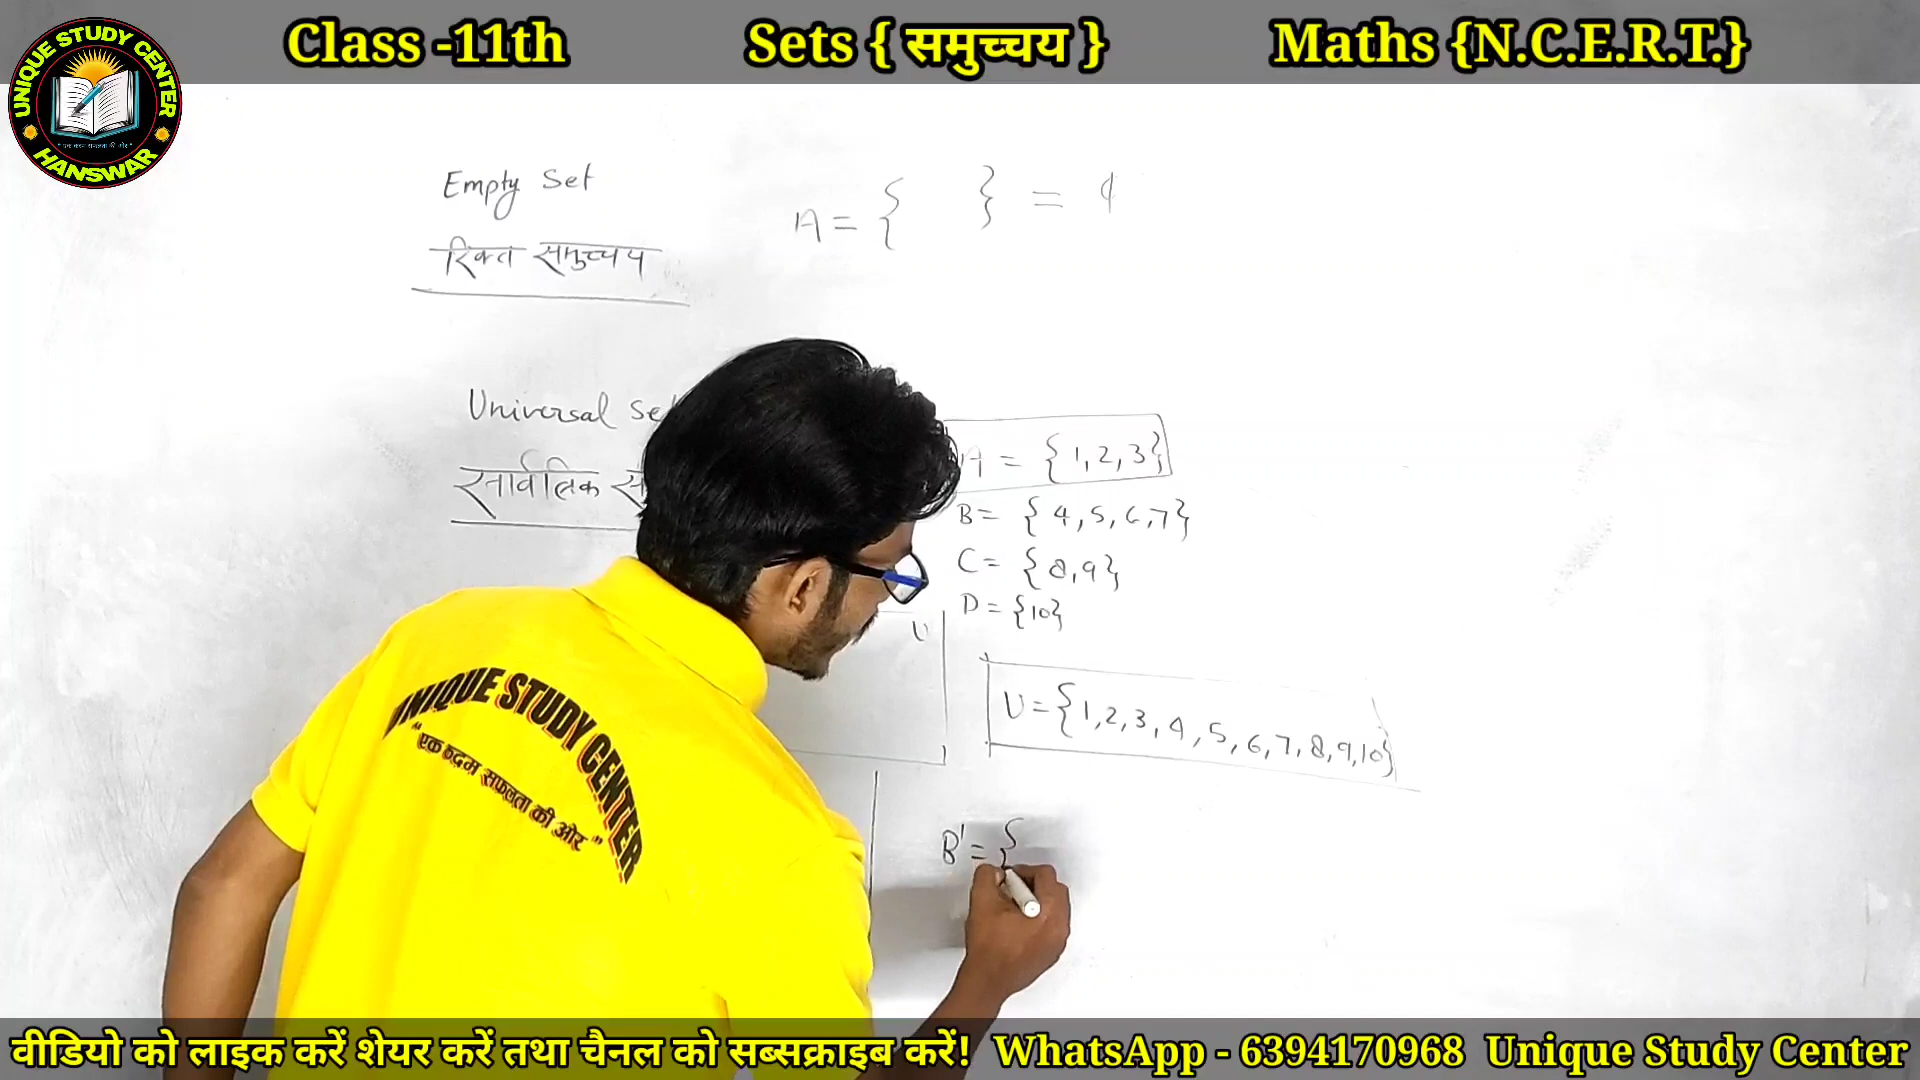 Class -11th
Sets { समुच्चय }
Maths {N.C.E.R.T.}
UNIQUE STUDY CENTER
HANSWAR
Empty Set
रिक्त समुच्चय
A = { } = ϕ
Universal Se
A = {1,2,3}
B = {4,5,6,7}
C = {8,9}
D = {10}
U
U = {1,2,3,4,5,6,7,8,9,10}
B' = {
UNIQUE STUDY CENTER
"एक कदम सफलता की ओर"
वीडियो को लाइक करें शेयर करें तथा चैनल को सब्सक्राइब करें! WhatsApp - 6394170968 Unique Study Center